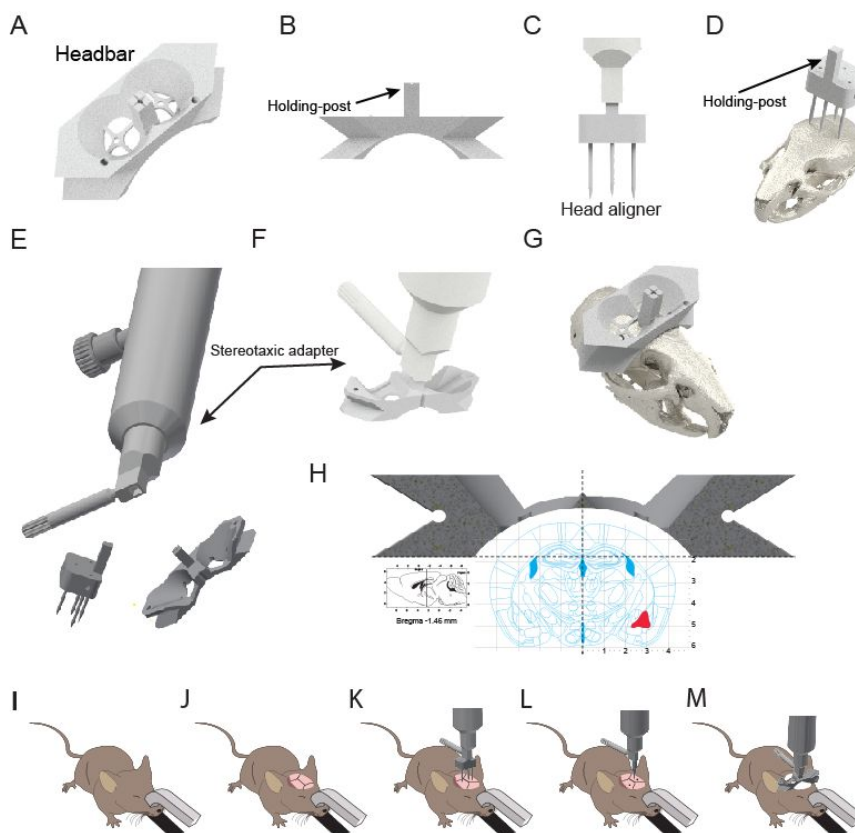 A
B
C
D
Headbar
Holding-post
Holding-post
Head aligner
E
F
G
Stereotaxic adapter
H
2
3
4
5
6
Bregma -1.46 mm
1 2 3 4
I
J
K
L
M